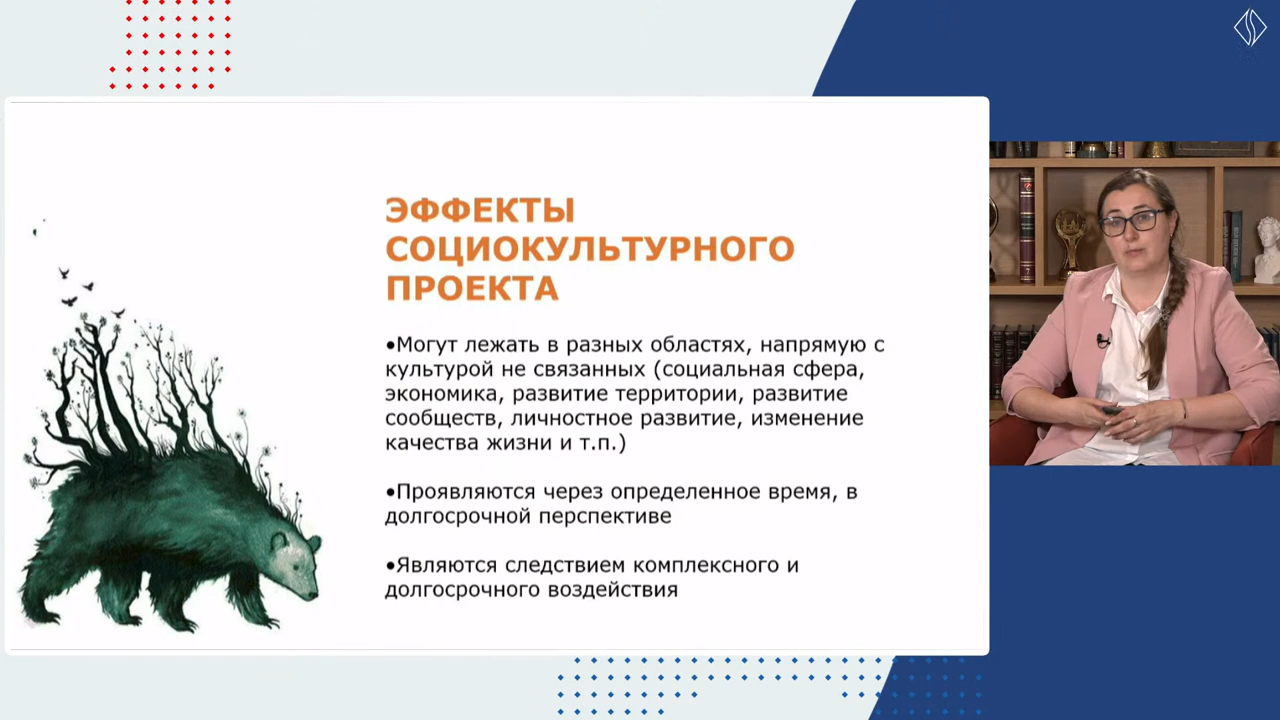 ЭФФЕКТЫ
СОЦИОКУЛЬТУРНОГО
ПРОЕКТА
•Могут лежать в разных областях, напрямую с
культурой не связанных (социальная сфера,
экономика, развитие территории, развитие
сообществ, личностное развитие, изменение
качества жизни и т.п.)
•Проявляются через определенное время, в
долгосрочной перспективе
•Являются следствием комплексного и
долгосрочного воздействия